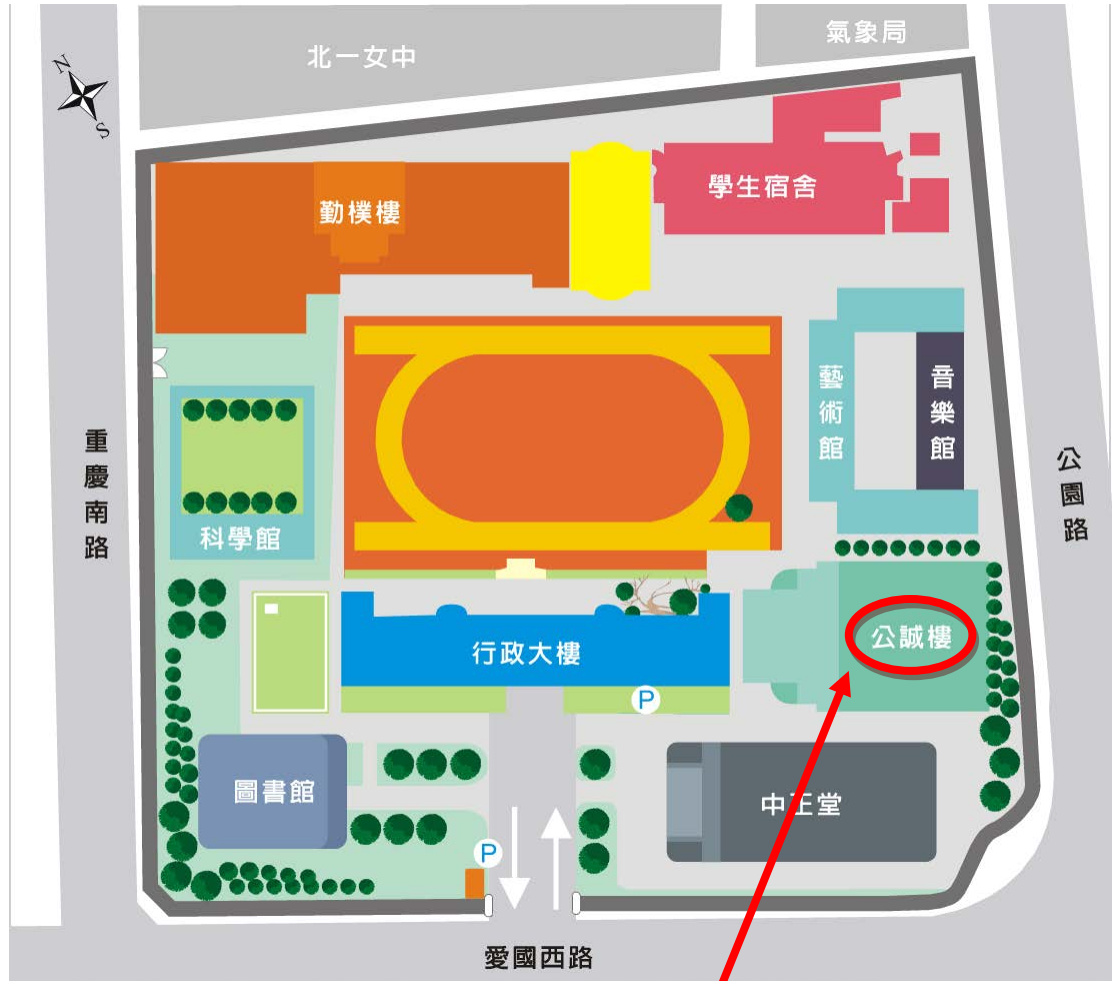 氣象局
北一女中
N
S
學生宿舍
勤樸樓
藝術館
音樂館
重慶南路
公園路
科學館
公誠樓
行政大樓
P
圖書館
中正堂
P
愛國西路